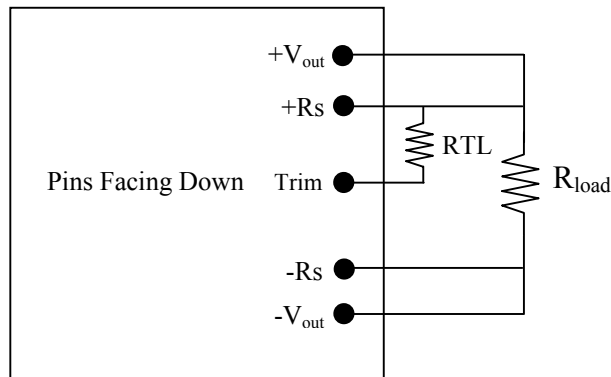 +Vout
+Rs
RTL
Pins Facing Down
Trim
Rload
-Rs
-Vout